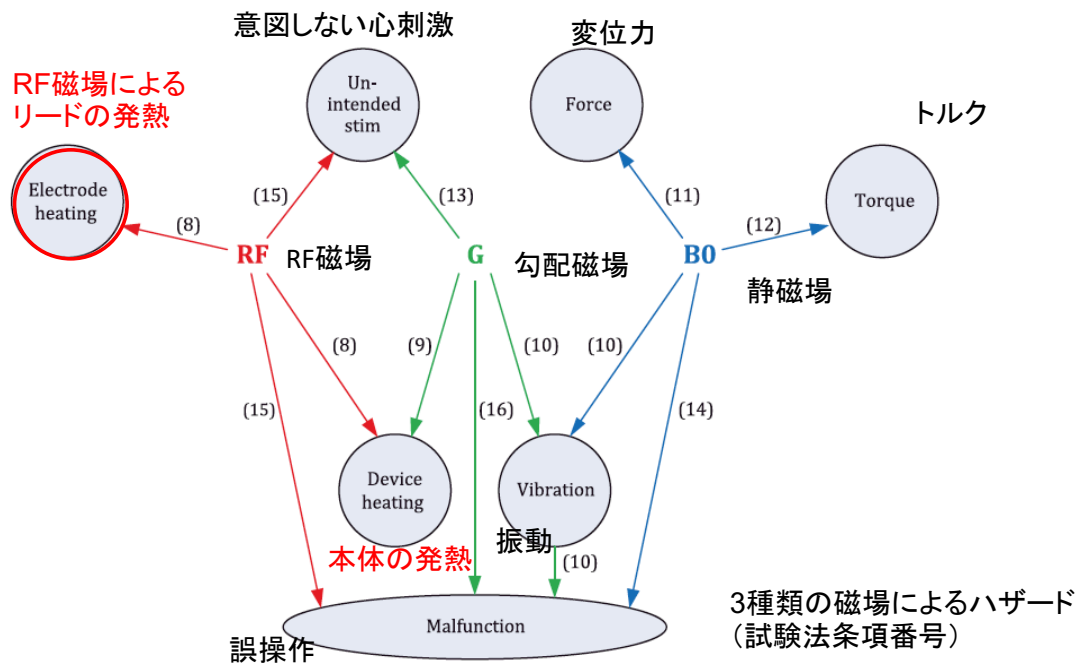 意図しない心刺激
変位力
RF磁場による
リードの発熱
Un-
intended
stim
Force
トルク
Electrode
heating
Torque
(15)
(13)
(11)
(8)
(12)
RF
RF磁場
G
勾配磁場
B0
静磁場
(8)
(9)
(10)
(10)
(15)
(16)
(14)
Device
heating
Vibration
本体の発熱
振動
(10)
3種類の磁場によるハザード
（試験法条項番号）
Malfunction
誤操作